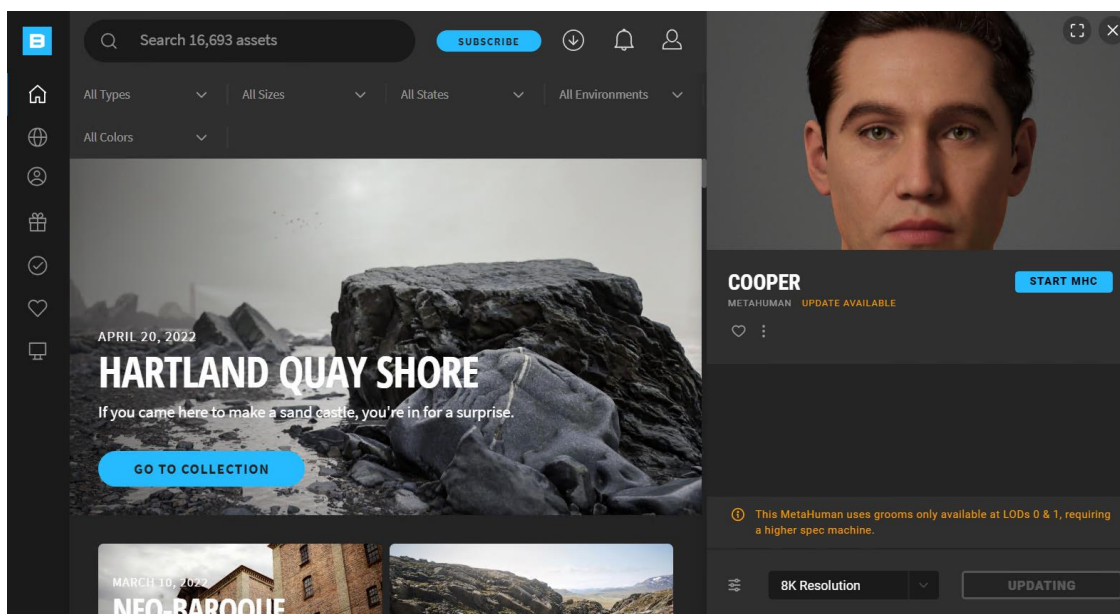 B
Search 16,693 assets
SUBSCRIBE
All Types
All Sizes
All States
All Environments
All Colors
APRIL 20, 2022
HARTLAND QUAY SHORE
If you came here to make a sand castle, you're in for a surprise.
GO TO COLLECTION
MARCH 10, 2022
NEO-BAROQUE
COOPER
START MHC
METAHUMAN UPDATE AVAILABLE
This MetaHuman uses grooms only available at LODs 0 & 1, requiring
a higher spec machine.
8K Resolution
UPDATING